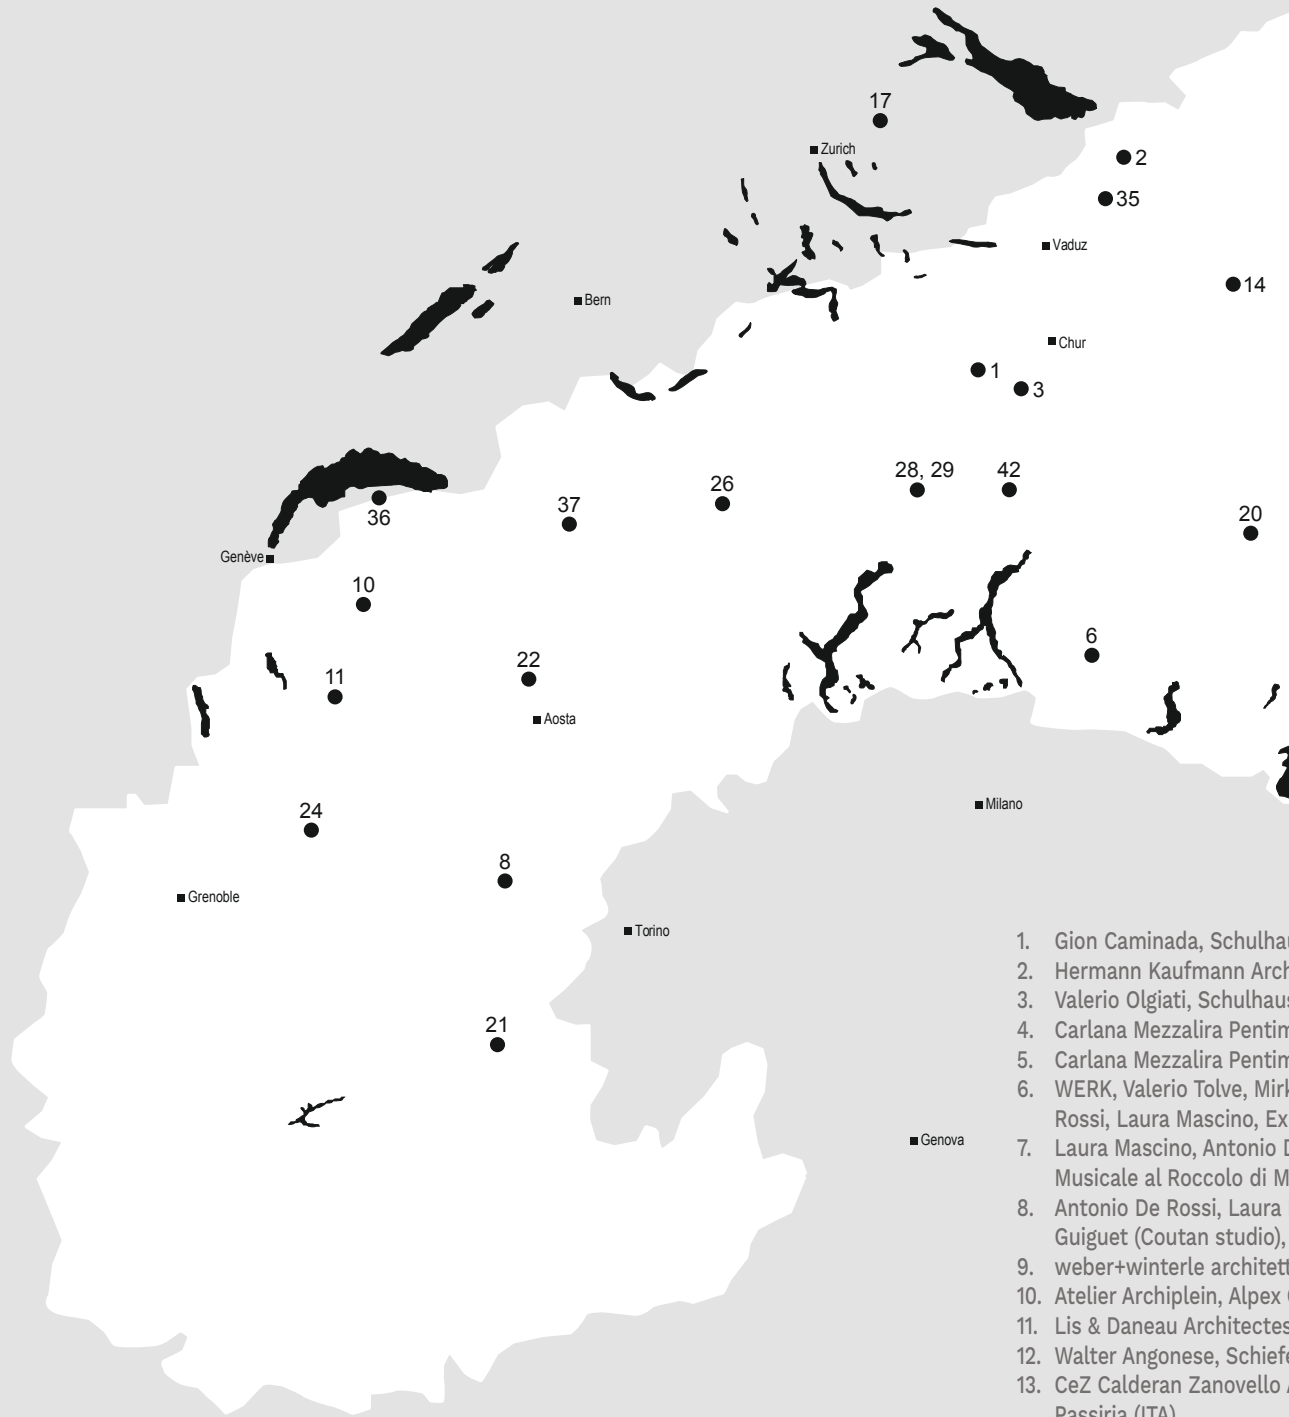 17
Zurich
2
35
Vaduz
14
Bern
Chur
1
3
28, 29
42
26
37
36
20
Genève
10
6
22
11
Aosta
Milano
24
8
Grenoble
Torino
21
Genova
1. Gion Caminada, Schulhau
2. Hermann Kaufmann Arch
3. Valerio Olgiati, Schulhaus
4. Carlana Mezzalira Pentim
5. Carlana Mezzalira Pentim
6. WERK, Valerio Tolve, Mirk
Rossi, Laura Mascino, Ex
7. Laura Mascino, Antonio D
Musicale al Roccolo di M
8. Antonio De Rossi, Laura
Guiguet (Coutan studio),
9. weber+winterle architett
10. Atelier Archiplein, Alpex
11. Lis & Daneau Architectes
12. Walter Angonese, Schiefe
13. CeZ Calderan Zanovello A
Passiria (ITA)